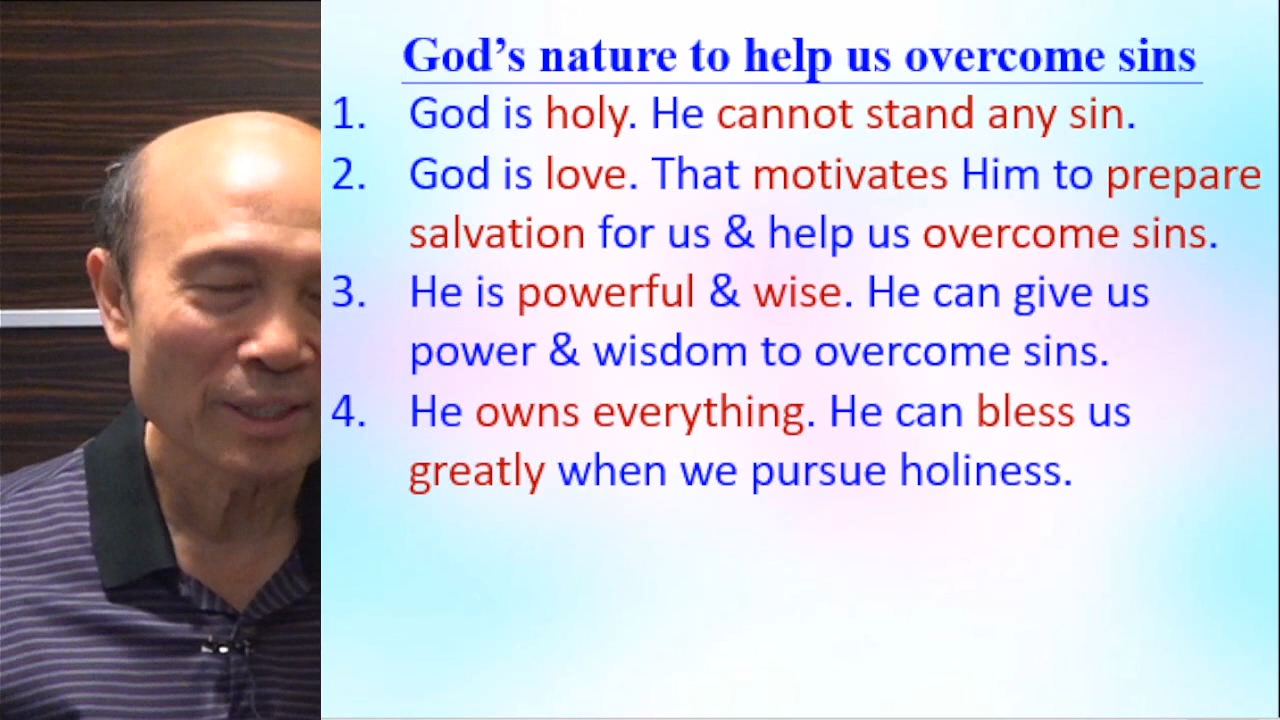 God’s nature to help us overcome sins
1. God is holy. He cannot stand any sin.
2. God is love. That motivates Him to prepare
salvation for us & help us overcome sins.
3. He is powerful & wise. He can give us
power & wisdom to overcome sins.
4. He owns everything. He can bless us
greatly when we pursue holiness.